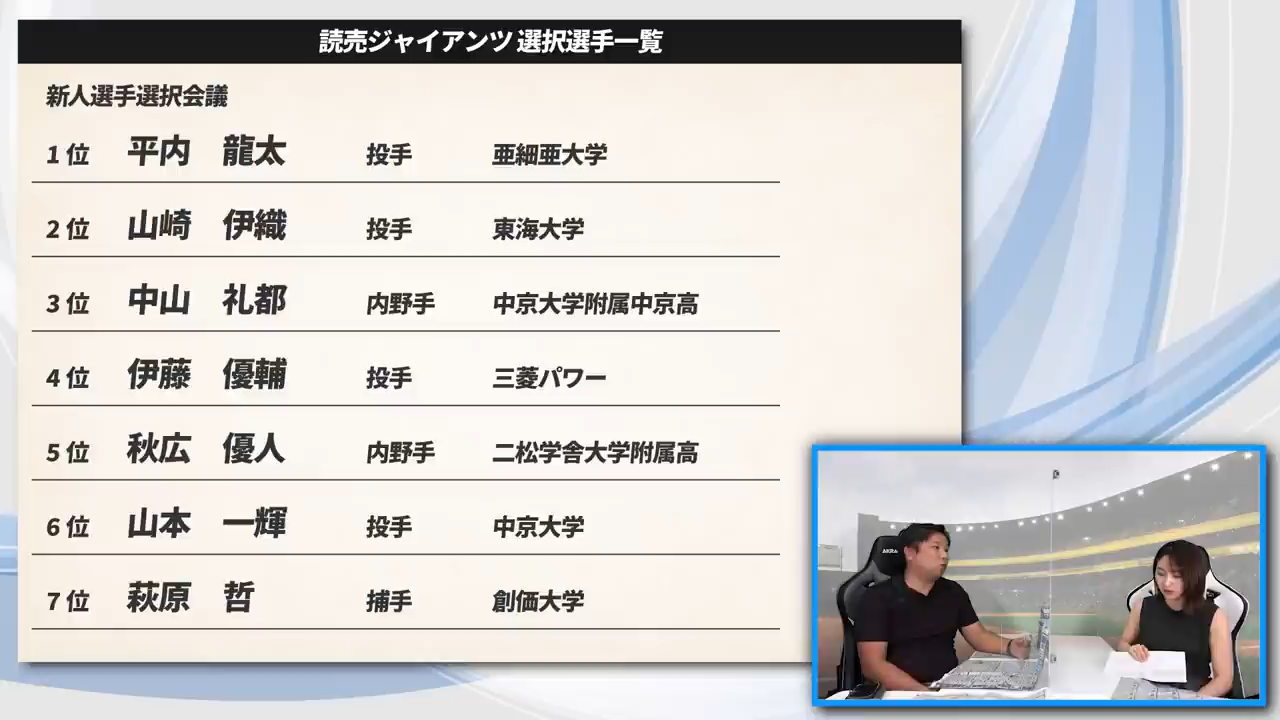 読売ジャイアンツ 選択選手一覧
新人選手選択会議
1位 平内 龍太 投手 亜細亜大学
2位 山崎 伊織 投手 東海大学
3位 中山 礼都 内野手 中京大学附属中京高
4位 伊藤 優輔 投手 三菱パワー
5位 秋広 優人 内野手 二松学舎大学附属高
6位 山本 一輝 投手 中京大学
7位 萩原 哲 捕手 創価大学
AKRacing